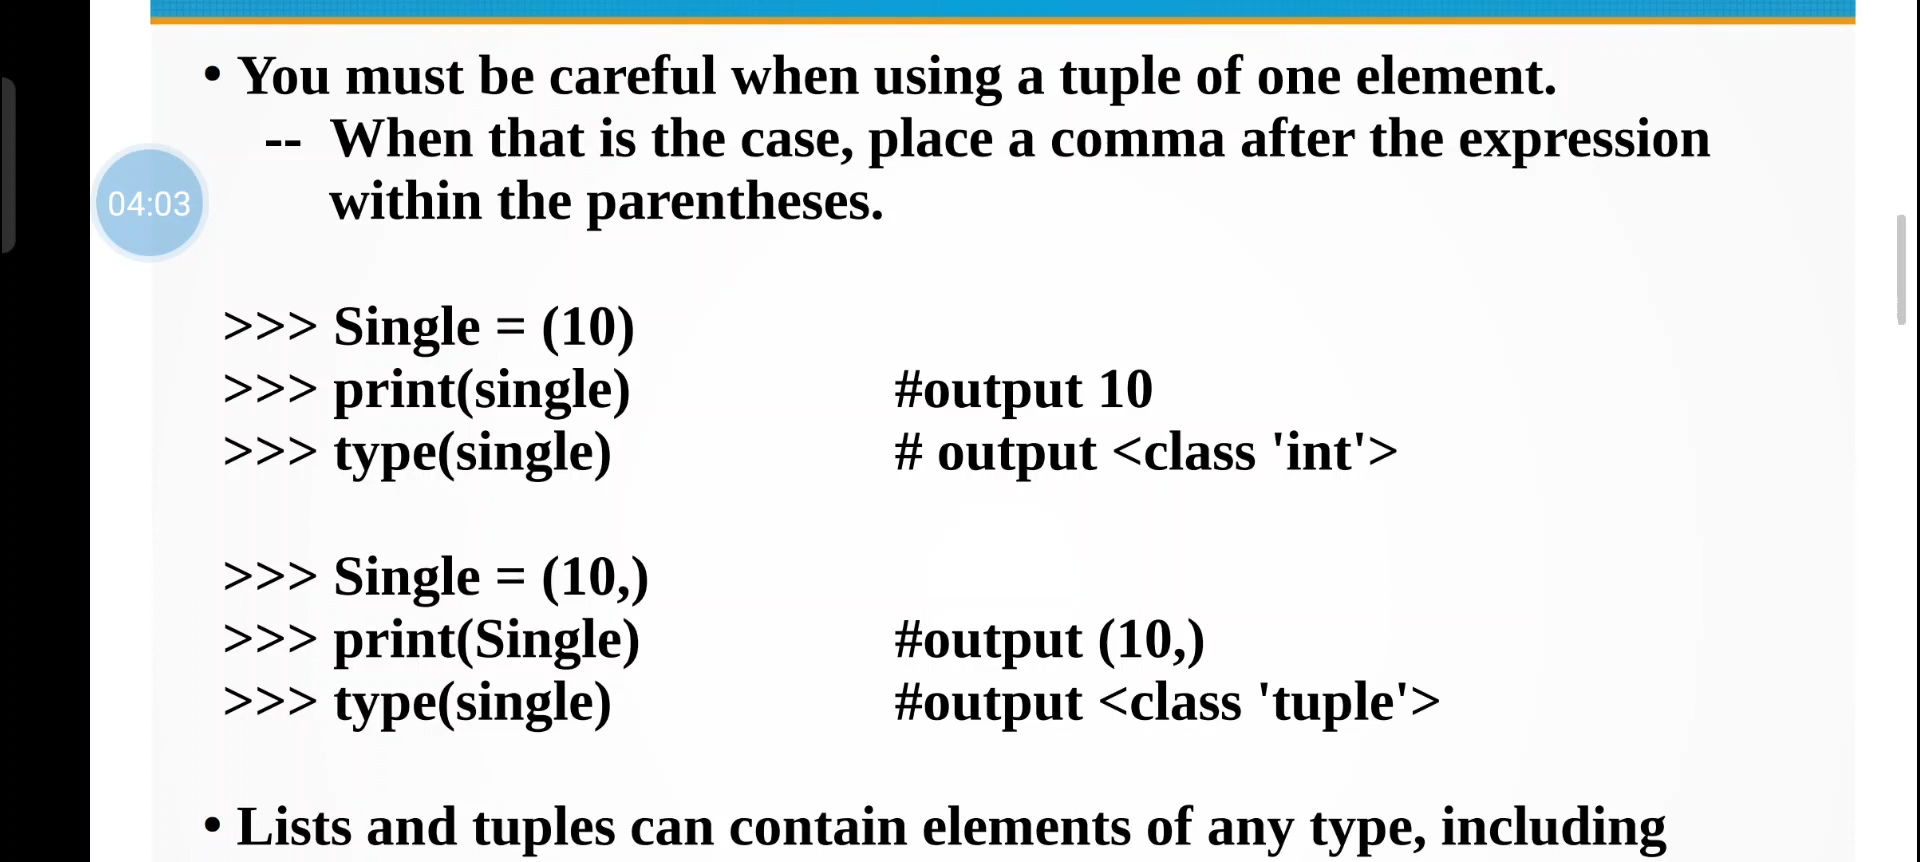 • You must be careful when using a tuple of one element.
-- When that is the case, place a comma after the expression
within the parentheses.
04:03
>>> Single = (10)
>>> print(single) #output 10
>>> type(single) # output <class 'int'>
>>> Single = (10,)
>>> print(Single) #output (10,)
>>> type(single) #output <class 'tuple'>
• Lists and tuples can contain elements of any type, including